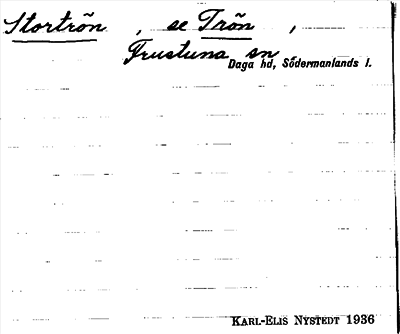 Stortrön , se Trön ,
Frustuna sn
Daga hd, Södermanlands l.
KARL-ELIS NYSTEDT 1936